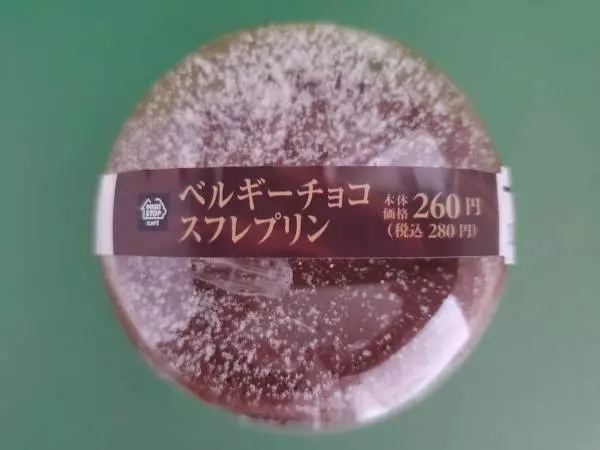 MINI
STOP
CAFÉ
ベルギーチョコ
スフレプリン
本体
価格 260円
(税込 280円)